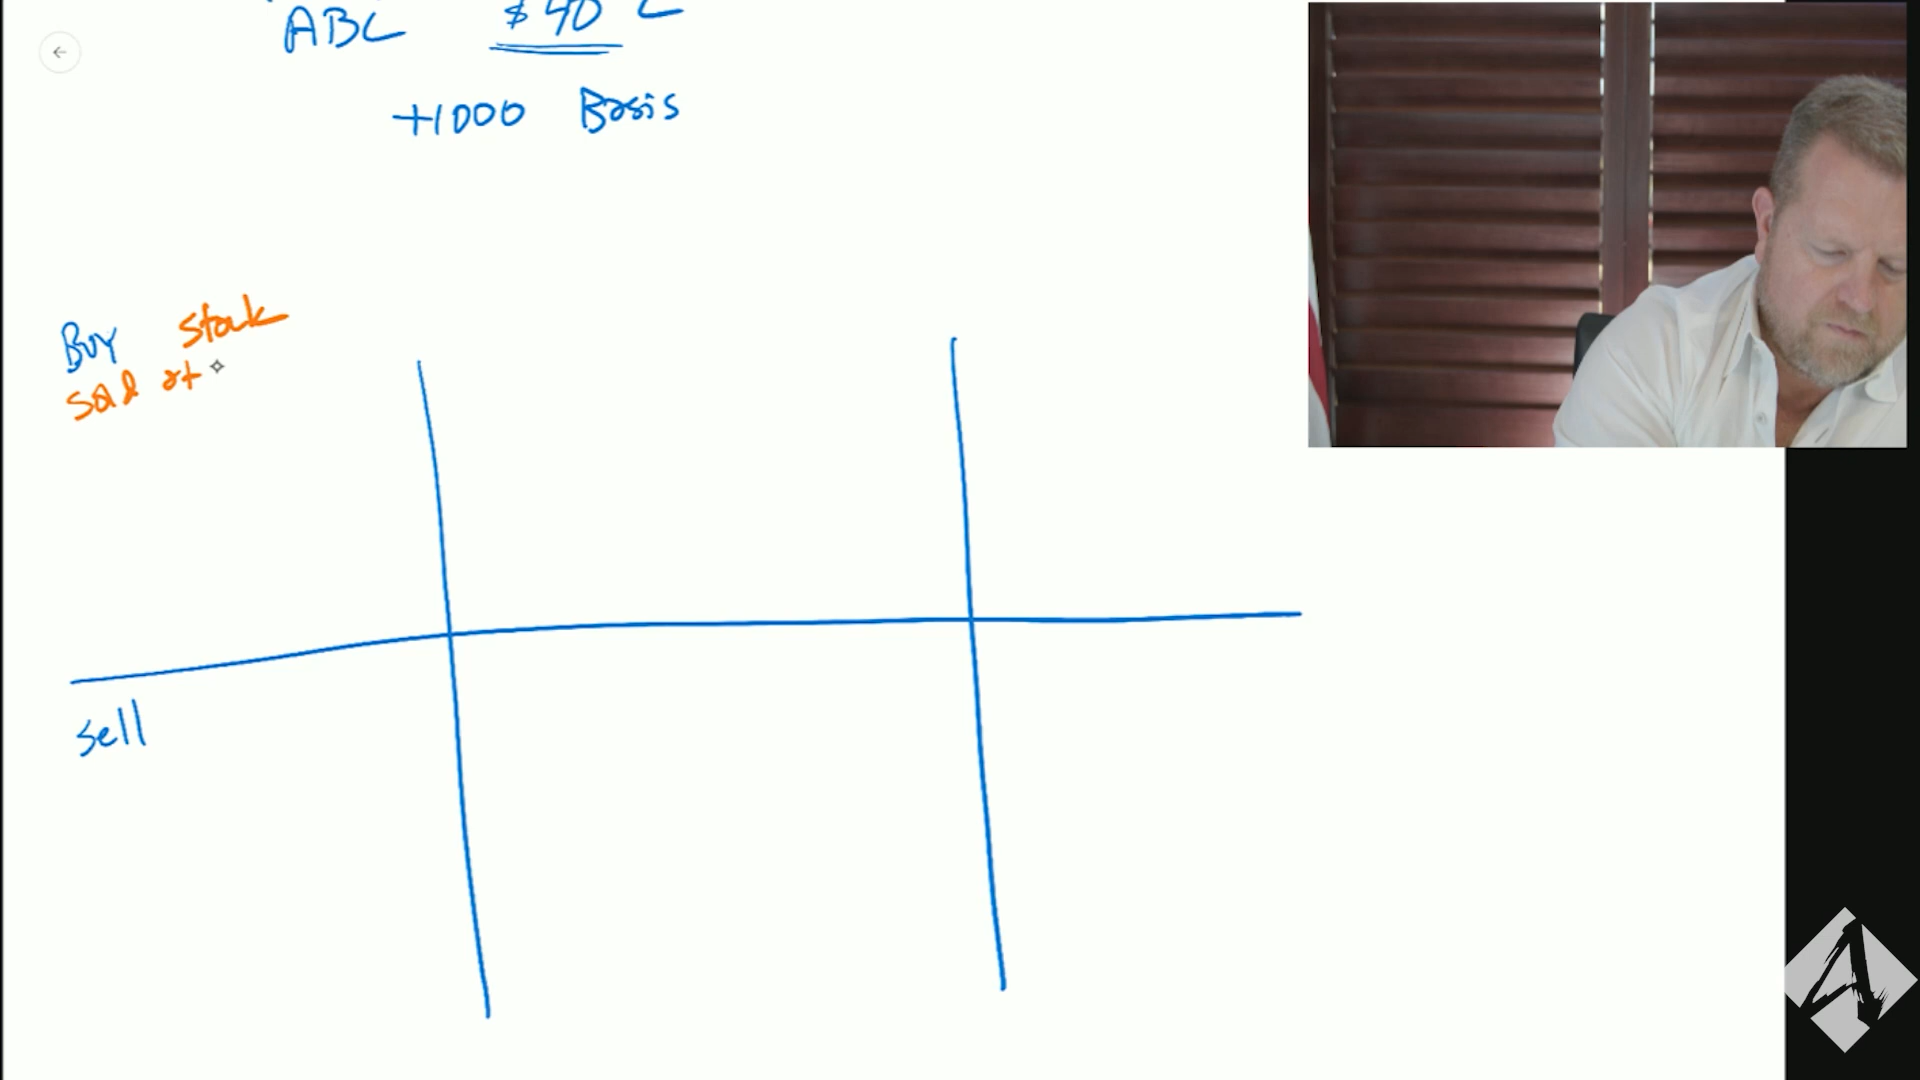 ABC $40
+1000 Basis
Buy stock
sold at
sell